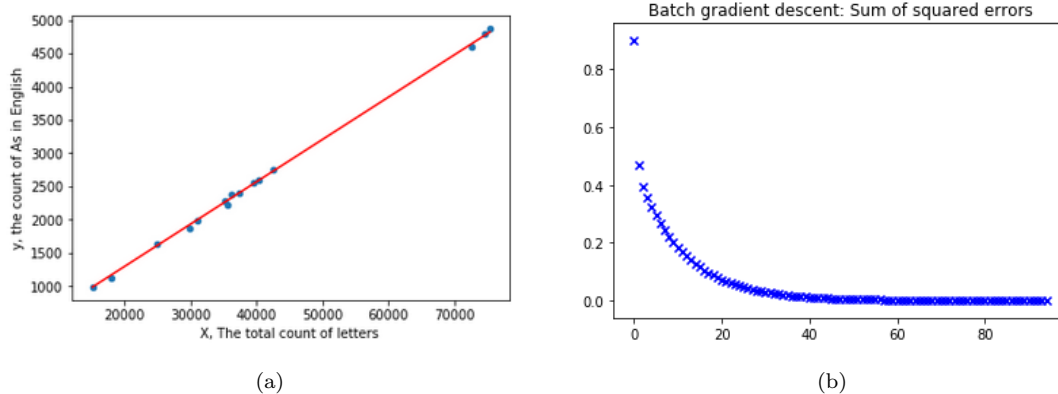 5000
4500
4000
3500
3000
2500
2000
1500
1000
y, the count of As in English
20000 30000 40000 50000 60000 70000
X, The total count of letters
(a)
Batch gradient descent: Sum of squared errors
0.8
0.6
0.4
0.2
0.0
0 20 40 60 80
(b)